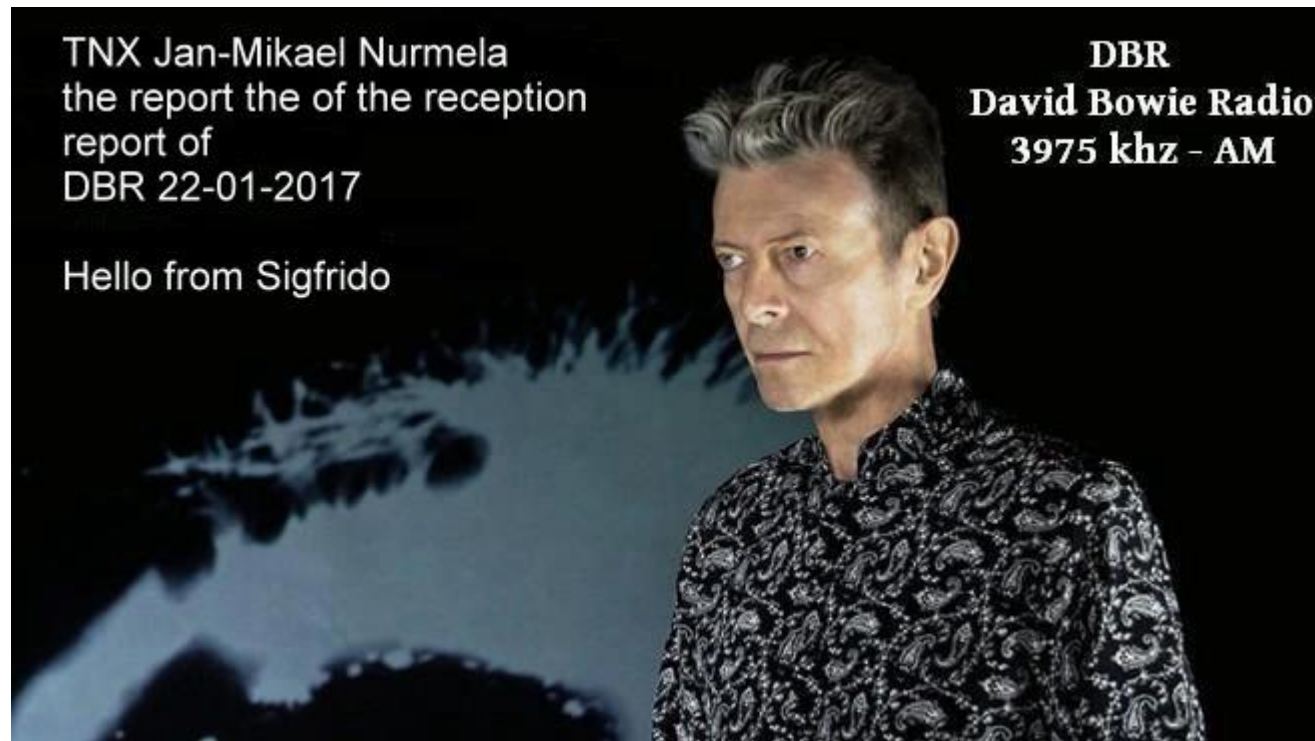 TNX Jan-Mikael Nurmela
the report the of the reception
report of
DBR 22-01-2017
Hello from Sigfrido
DBR
David Bowie Radio
3975 khz - AM